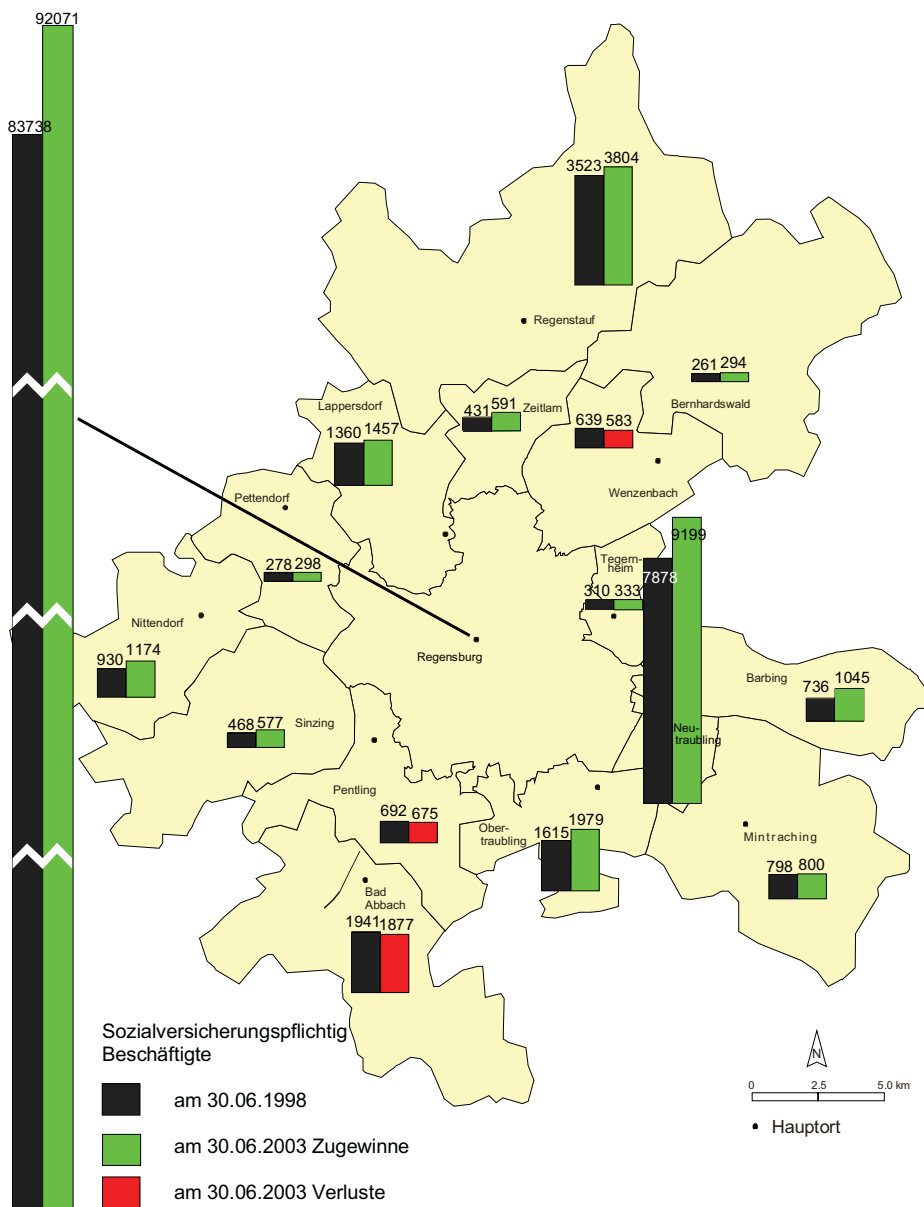 92071
83738
3523 3804
Regenstauf
261 294
Bernhardswald
Lappersdorf
1360 1457
431 591
Zeitlarn
639 583
Wenzenbach
Pettendorf
278 298
Tegern-
heim
310 333
7878
9199
Nittendorf
930 1174
Regensburg
Barbing
736 1045
468 577
Sinzing
Neu-
traubling
Pentling
692 675
Ober-
traubling
1615 1979
Mintraching
798 800
Bad
Abbach
1941 1877
Sozialversicherungspflichtig
Beschäftigte
am 30.06.1998
am 30.06.2003 Zugewinne
am 30.06.2003 Verluste
N
0 2.5 5.0 km
Hauptort